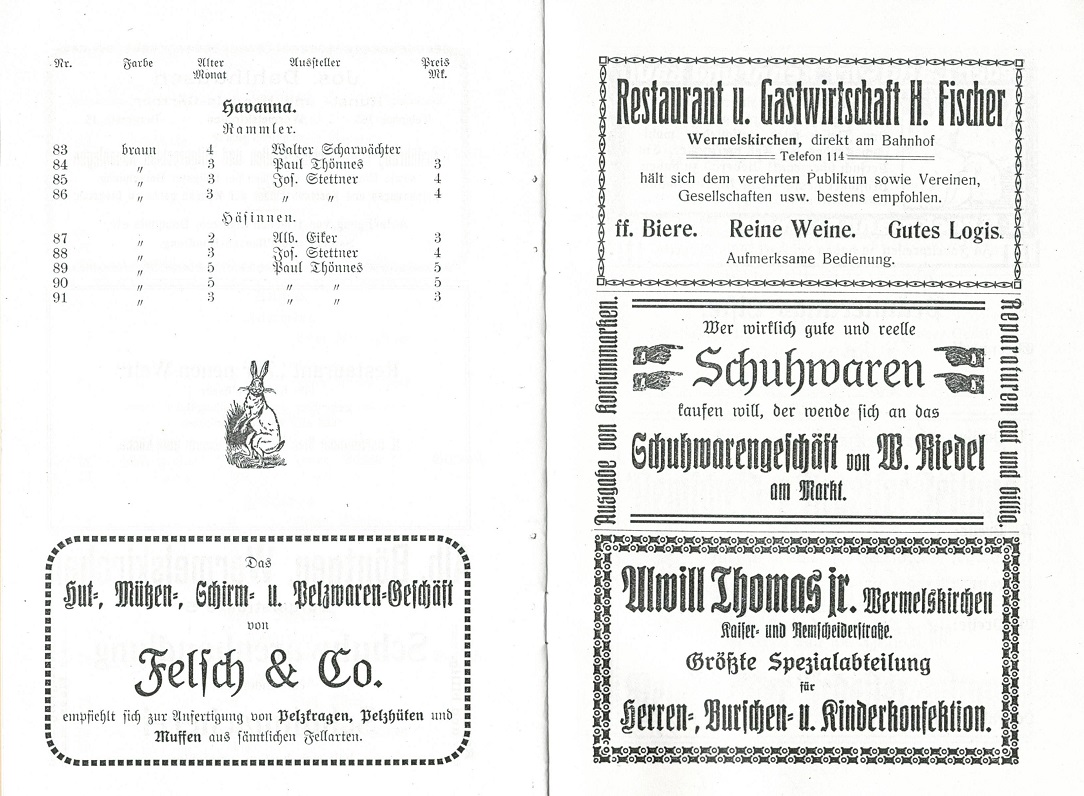 Nr. Farbe Alter Monat Aussteller Preis Mk.
Havanna.
Rammler.
83 braun 4 Walter Scharwächter
84 „ 3 Paul Thönnes 3
85 „ 3 Jos. Stettner 4
86 „ 3 „ „ 4
Häsinnen.
87 „ 2 Alb. Eiker 3
88 „ 3 Jos. Stettner 4
89 „ 5 Paul Thönnes 5
90 „ 5 „ „ 5
91 „ 3 „ „ 3
Das
Hut-, Mützen-, Schirm- u. Pelzwaren-Geschäft
von
Felsch & Co.
empfiehlt sich zur Anfertigung von Pelzkragen, Pelzhüten und
Muffen aus sämtlichen Fellarten.
Restaurant u. Gastwirtschaft H. Fischer
Wermelskirchen, direkt am Bahnhof
Telefon 114
hält sich dem verehrten Publikum sowie Vereinen,
Gesellschaften usw. bestens empfohlen.
ff. Biere. Reine Weine. Gutes Logis.
Aufmerksame Bedienung.
Ausgabe von Konsummarken.
Wer wirklich gute und reelle
Schuhwaren
kaufen will, der wende sich an das
Schuhwarengeschäft von W. Riedel
am Markt.
Reparaturen gut und billig.
Alwill Thomas jr. Wermelskirchen
Kaiser- und Remscheiderstraße.
Größte Spezialabteilung
für
Herren-, Burschen- u. Kinderkonfektion.